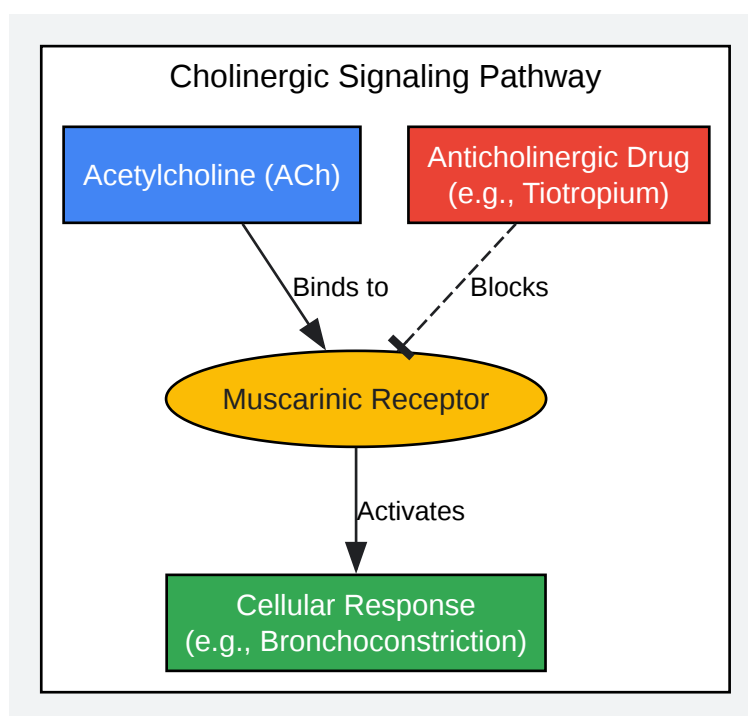 Cholinergic Signaling Pathway
Acetylcholine (ACh)
Anticholinergic Drug
(e.g., Tiotropium)
Binds to
Blocks
Muscarinic Receptor
Activates
Cellular Response
(e.g., Bronchoconstriction)